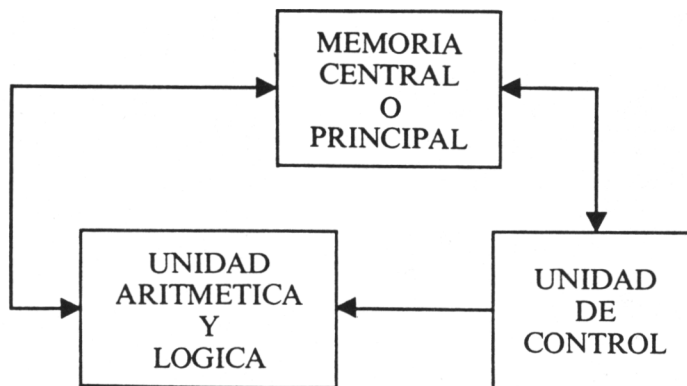 MEMORIA
CENTRAL
O
PRINCIPAL
UNIDAD
ARITMETICA
Y
LOGICA
UNIDAD
DE
CONTROL